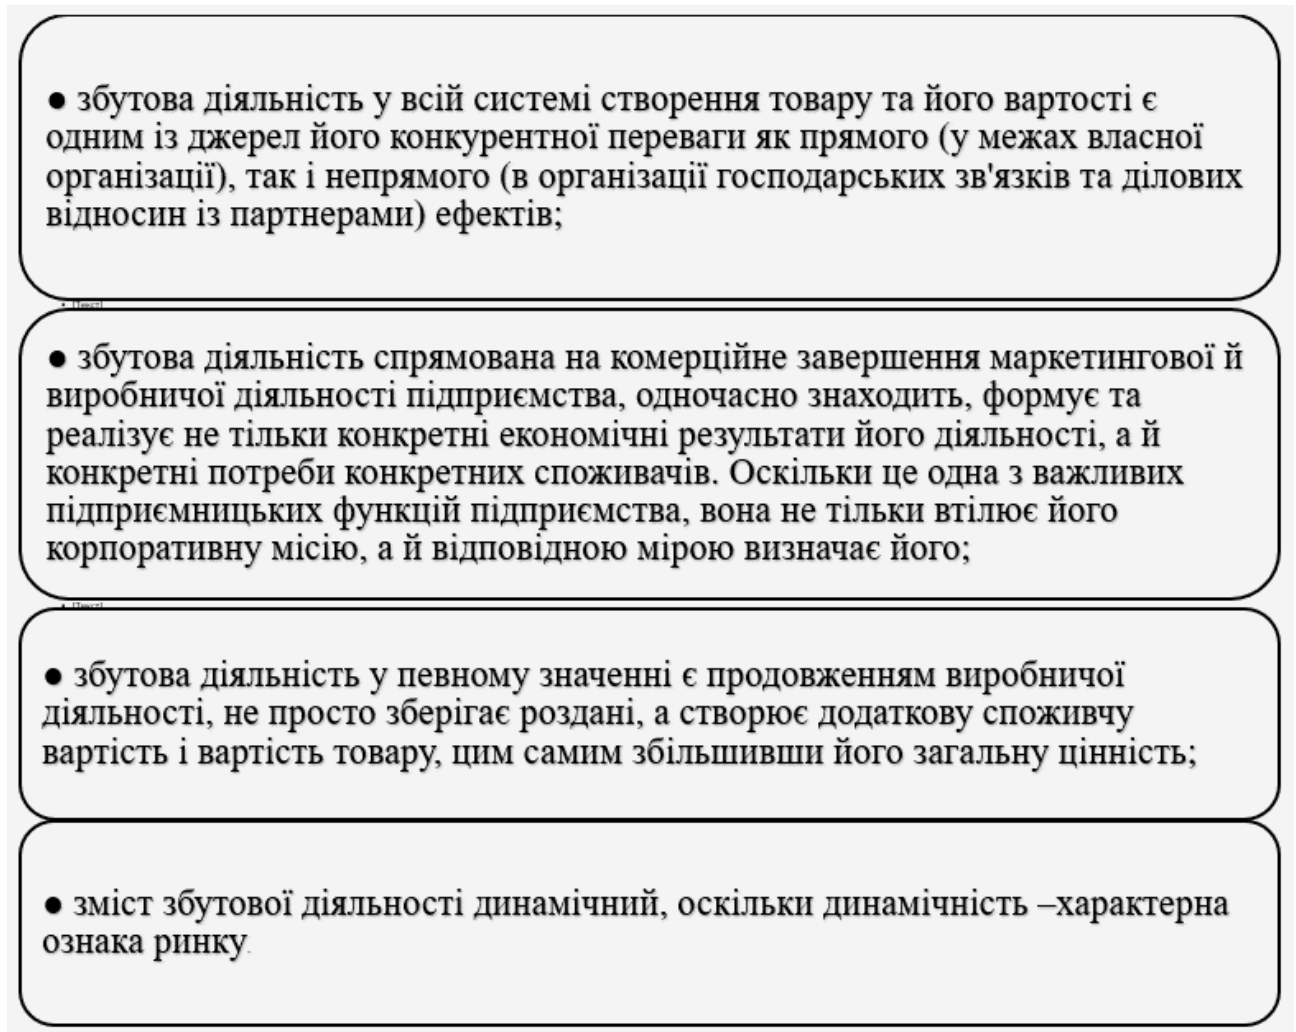 ● збутова діяльність у всій системі створення товару та його вартості є
одним із джерел його конкурентної переваги як прямого (у межах власної
організації), так і непрямого (в організації господарських зв'язків та ділових
відносин із партнерами) ефектів;
• [Текст]
● збутова діяльність спрямована на комерційне завершення маркетингової й
виробничої діяльності підприємства, одночасно знаходить, формує та
реалізує не тільки конкретні економічні результати його діяльності, а й
конкретні потреби конкретних споживачів. Оскільки це одна з важливих
підприємницьких функцій підприємства, вона не тільки втілює його
корпоративну місію, а й відповідною мірою визначає його;
• [Текст]
● збутова діяльність у певному значенні є продовженням виробничої
діяльності, не просто зберігає роздані, а створює додаткову споживчу
вартість і вартість товару, цим самим збільшивши його загальну цінність;
● зміст збутової діяльності динамічний, оскільки динамічність –характерна
ознака ринку.